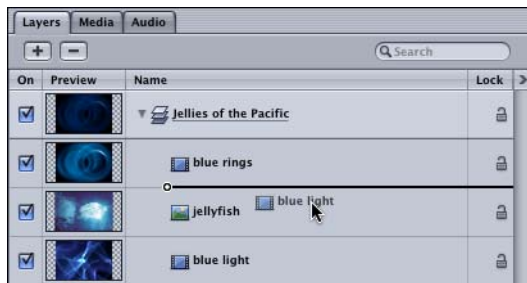 Layers Media Audio
Search
On Preview Name Lock
Jellies of the Pacific
blue rings
blue light
jellyfish
blue light